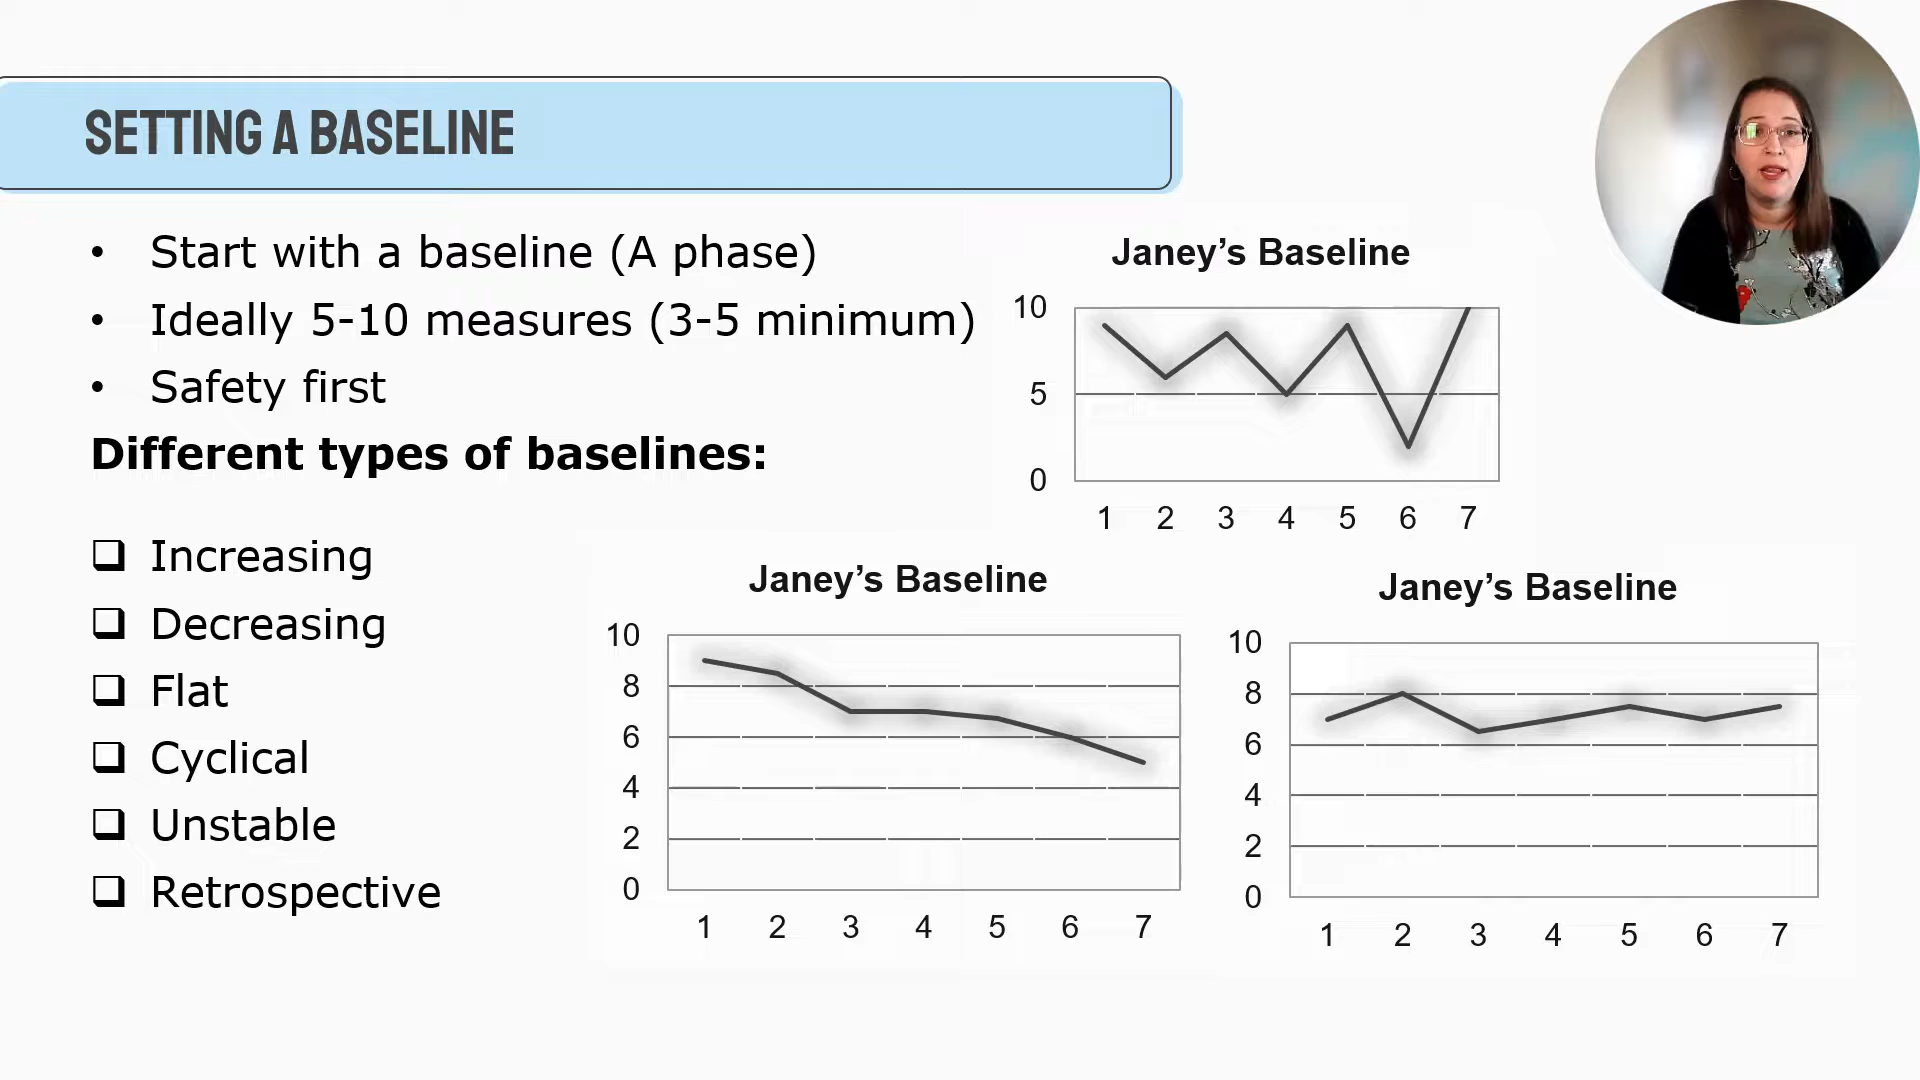 SETTING A BASELINE
• Start with a baseline (A phase)
• Ideally 5-10 measures (3-5 minimum)
• Safety first
Different types of baselines:
❑ Increasing
❑ Decreasing
❑ Flat
❑ Cyclical
❑ Unstable
❑ Retrospective
Janey’s Baseline
10
5
0
1 2 3 4 5 6 7
Janey’s Baseline
10
8
6
4
2
0
1 2 3 4 5 6 7
Janey’s Baseline
10
8
6
4
2
0
1 2 3 4 5 6 7